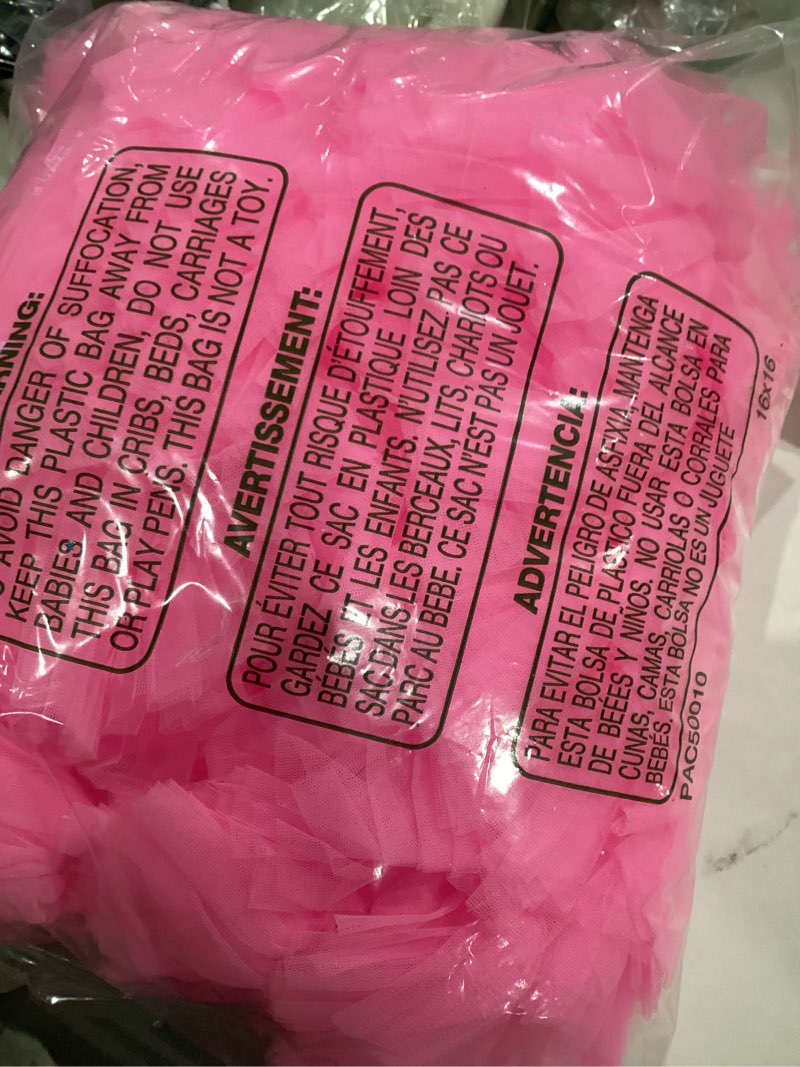 RNING:
AVOID DANGER OF SUFFOCATION,
KEEP THIS PLASTIC BAG AWAY FROM
BABIES AND CHILDREN, DO NOT USE
THIS BAG IN CRIBS, BEDS, CARRIAGES
OR PLAY PENS. THIS BAG IS NOT A TOY.
AVERTISSEMENT:
POUR ÉVITER TOUT RISQUE D'ÉTOUFFEMENT,
GARDEZ CE SAC EN PLASTIQUE LOIN DES
BÉBÉS ET LES ENFANTS. N'UTILISEZ PAS CE
SAC DANS LES BERCEAUX, LITS, CHARIOTS OU
PARC AU BEBE. CE SAC N'EST PAS UN JOUET.
ADVERTENCIA:
PARA EVITAR EL PELIGRO DE ASFYXIA, MANTENGA
ESTA BOLSA DE PLASTICO FUERA DEL ALCANCE
DE BEEES Y NIÑOS. NO USAR ESTA BOLSA EN
CUNAS, CAMAS, CARRIOLAS O CORRALES PARA
BEBÉS, ESTA BOLSA NO ES UN JUGUETE
PAC50010
16x16